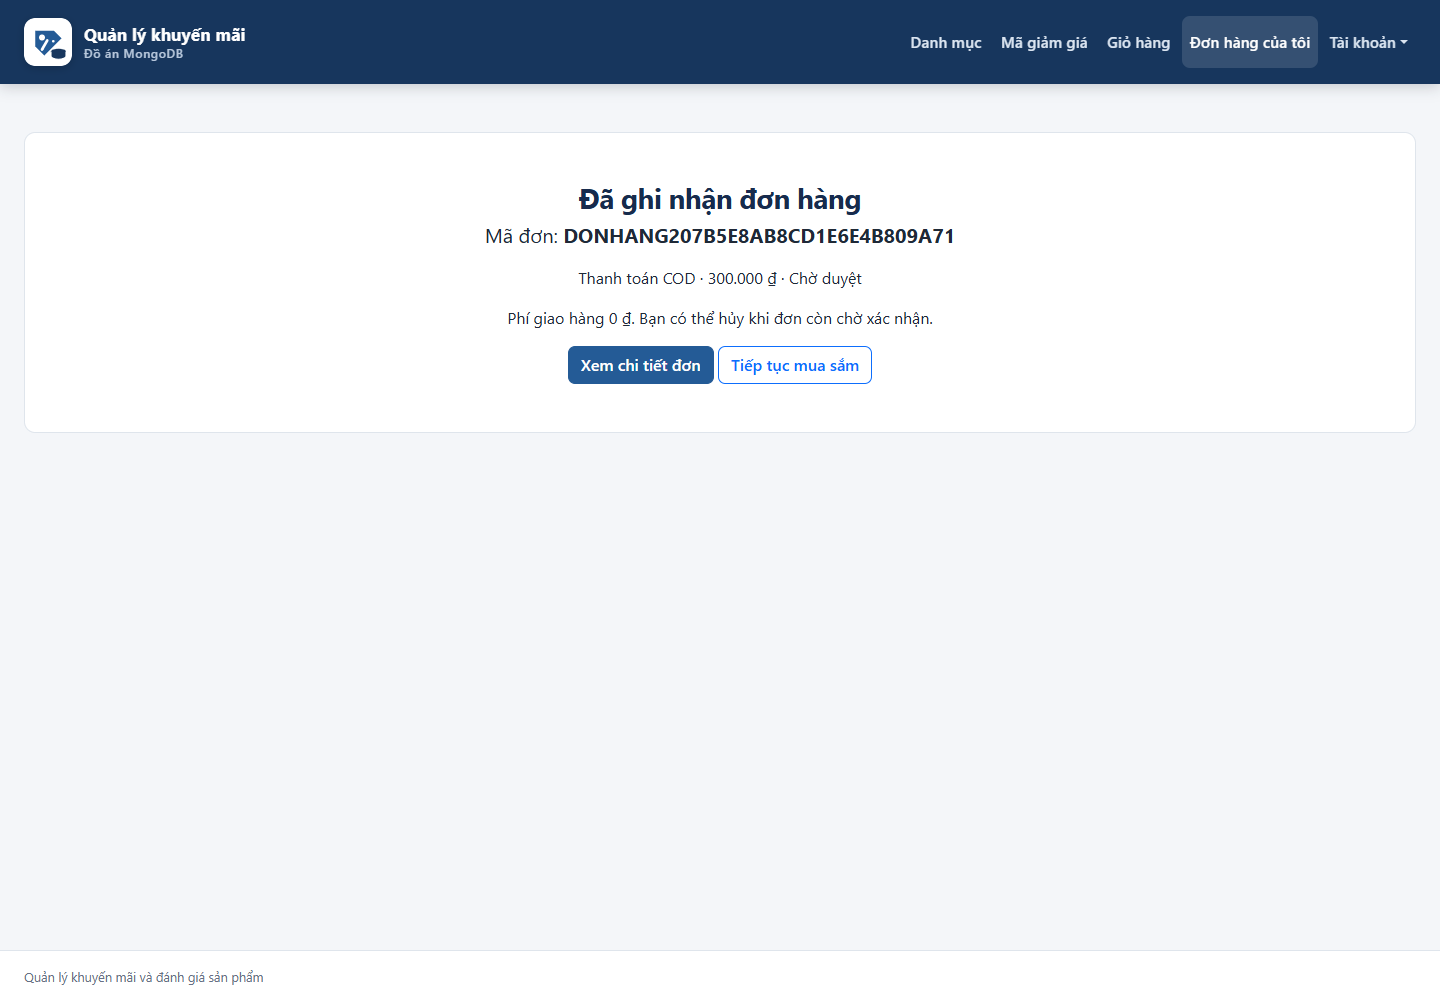 Quản lý khuyến mãi
Đồ án MongoDB
Danh mục
Mã giảm giá
Giỏ hàng
Đơn hàng của tôi
Tài khoản
Đã ghi nhận đơn hàng
Mã đơn: DONHANG207B5E8AB8CD1E6E4B809A71
Thanh toán COD · 300.000 ₫ · Chờ duyệt
Phí giao hàng 0 ₫. Bạn có thể hủy khi đơn còn chờ xác nhận.
Xem chi tiết đơn
Tiếp tục mua sắm
Quản lý khuyến mãi và đánh giá sản phẩm